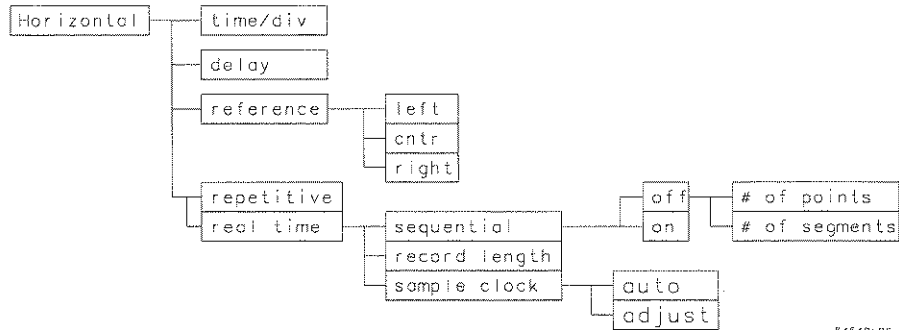 Horizontal
time/div
delay
reference
left
cntr
right
repetitive
real time
sequential
off
# of points
on
# of segments
record length
sample clock
auto
adjust